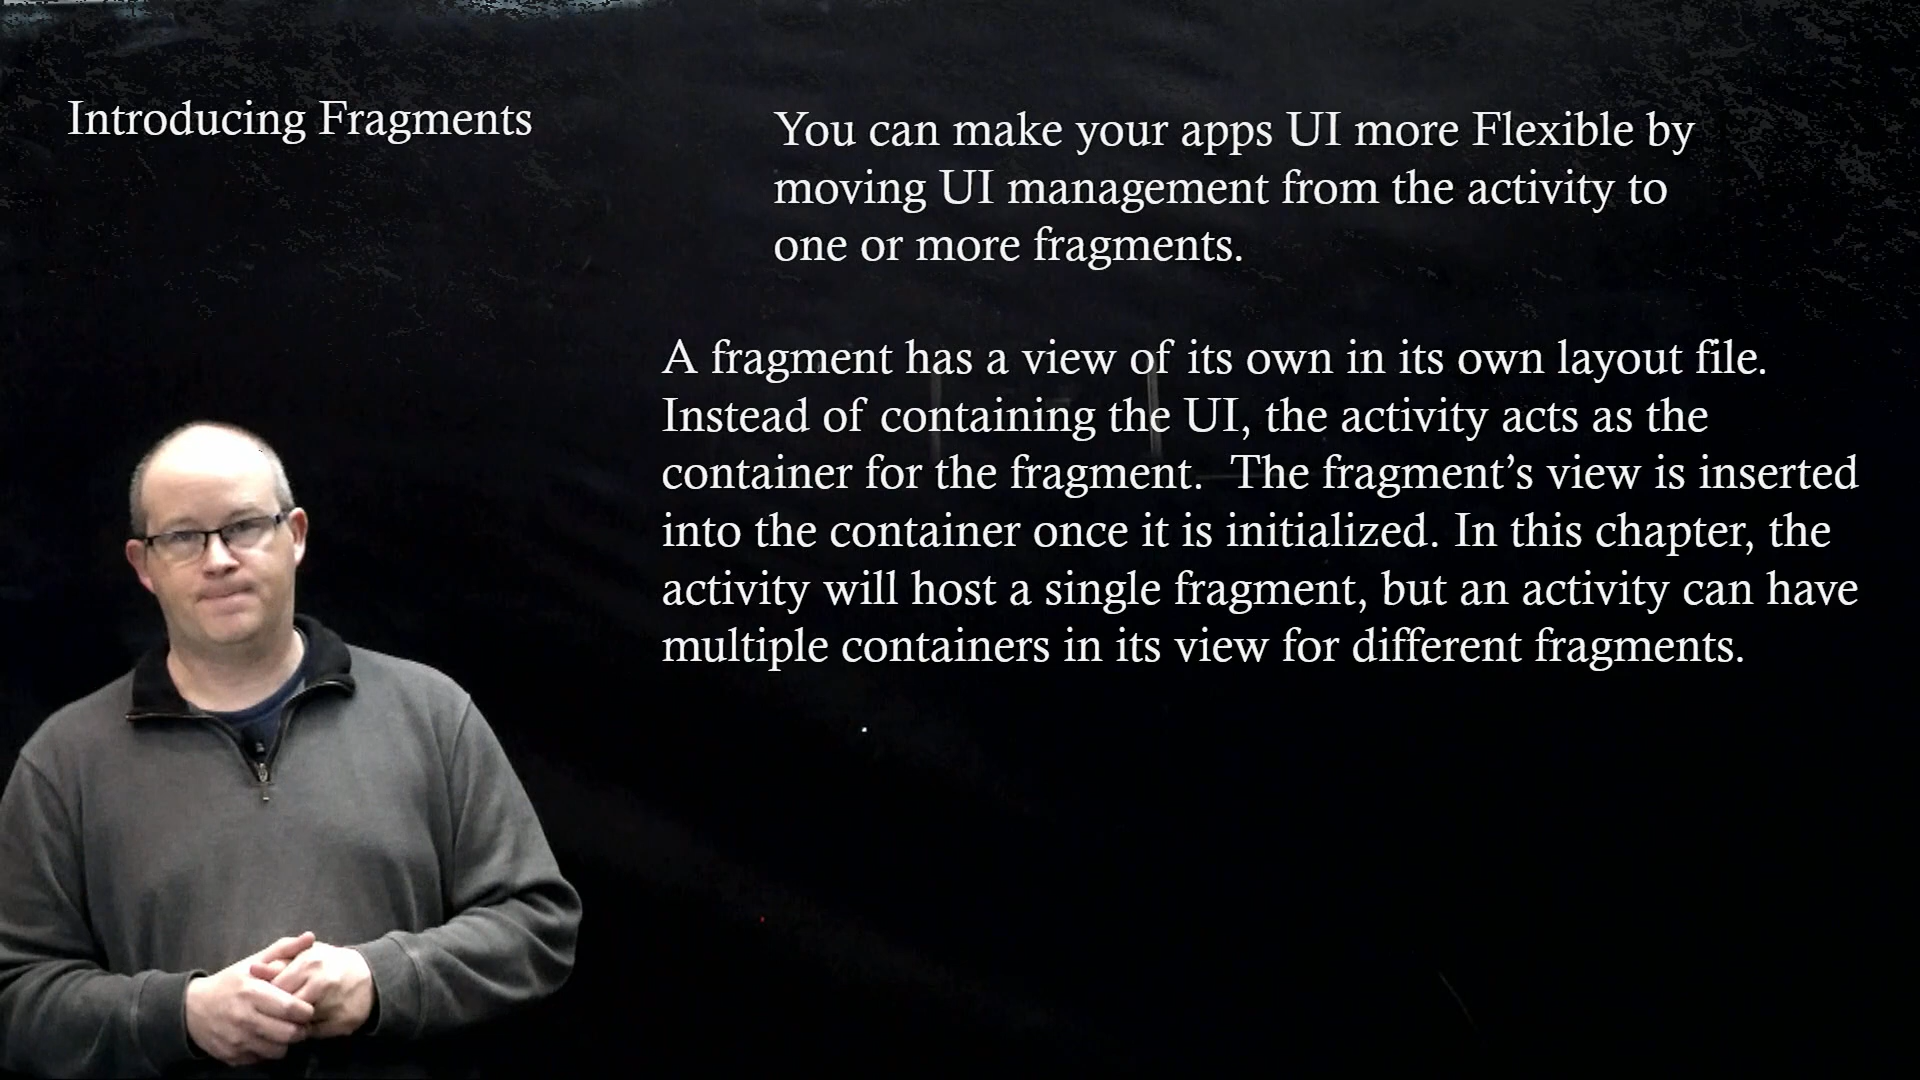 Introducing Fragments
You can make your apps UI more Flexible by
moving UI management from the activity to
one or more fragments.
A fragment has a view of its own in its own layout file.
Instead of containing the UI, the activity acts as the
container for the fragment.  The fragment’s view is inserted
into the container once it is initialized. In this chapter, the
activity will host a single fragment, but an activity can have
multiple containers in its view for different fragments.